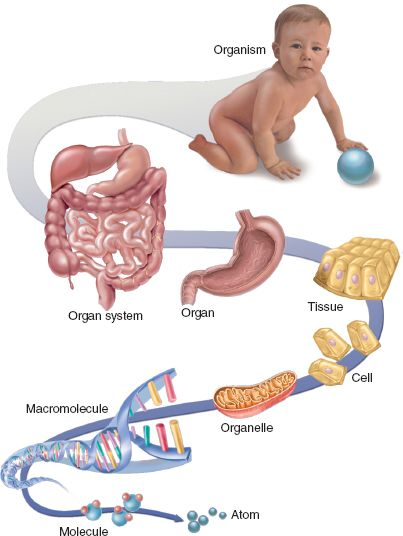 Organism
Organ system
Organ
Tissue
Cell
Organelle
Macromolecule
Molecule
Atom